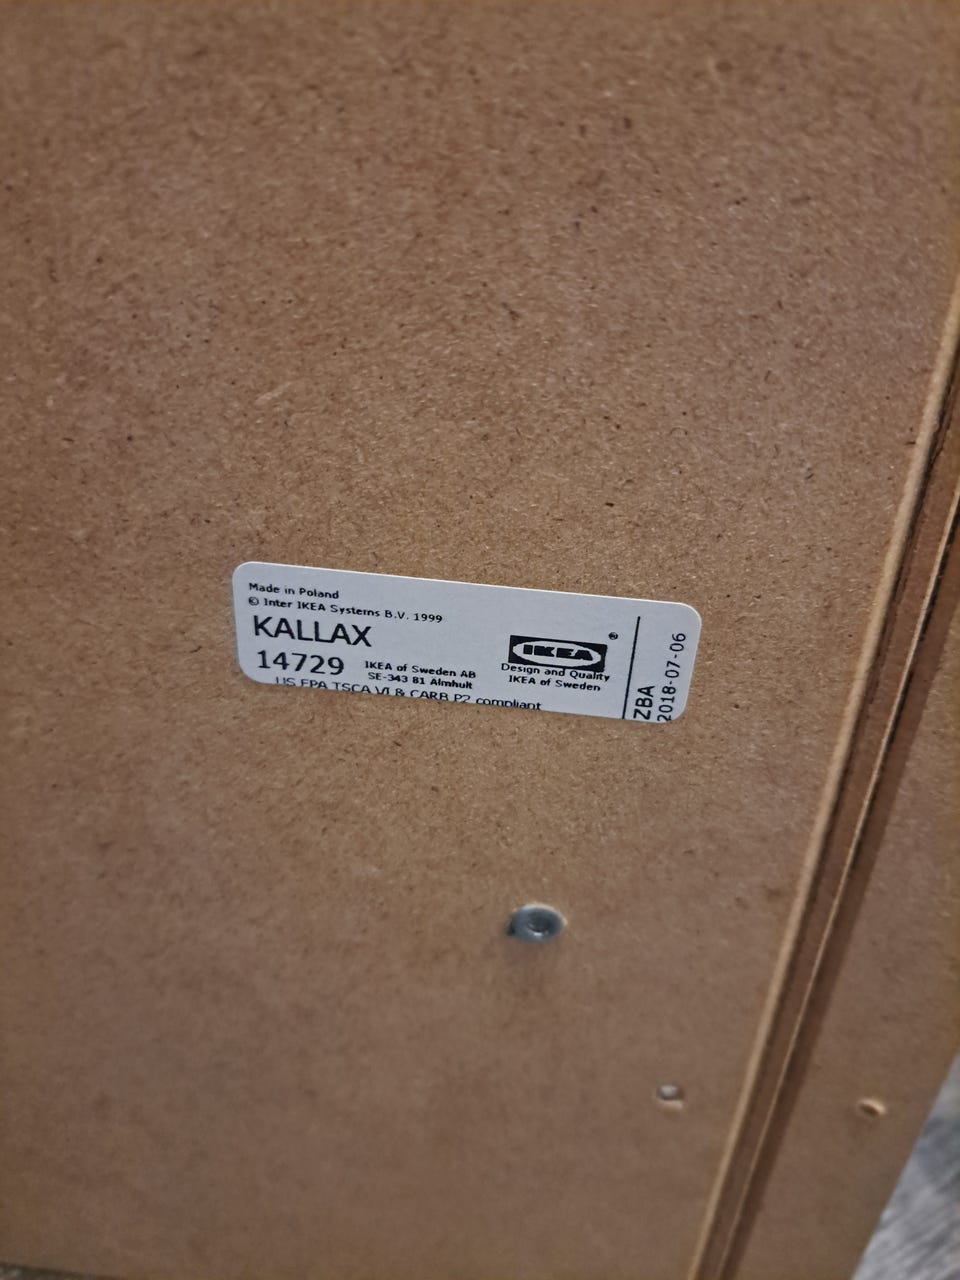 Made in Poland
© Inter IKEA Systems B.V. 1999
KALLAX
14729
IKEA of Sweden AB
SE-343 81 Älmhult
US EPA TSCA VI & CARB P2 compliant
IKEA®
Design and Quality
IKEA of Sweden
ZBA
2018-07-06